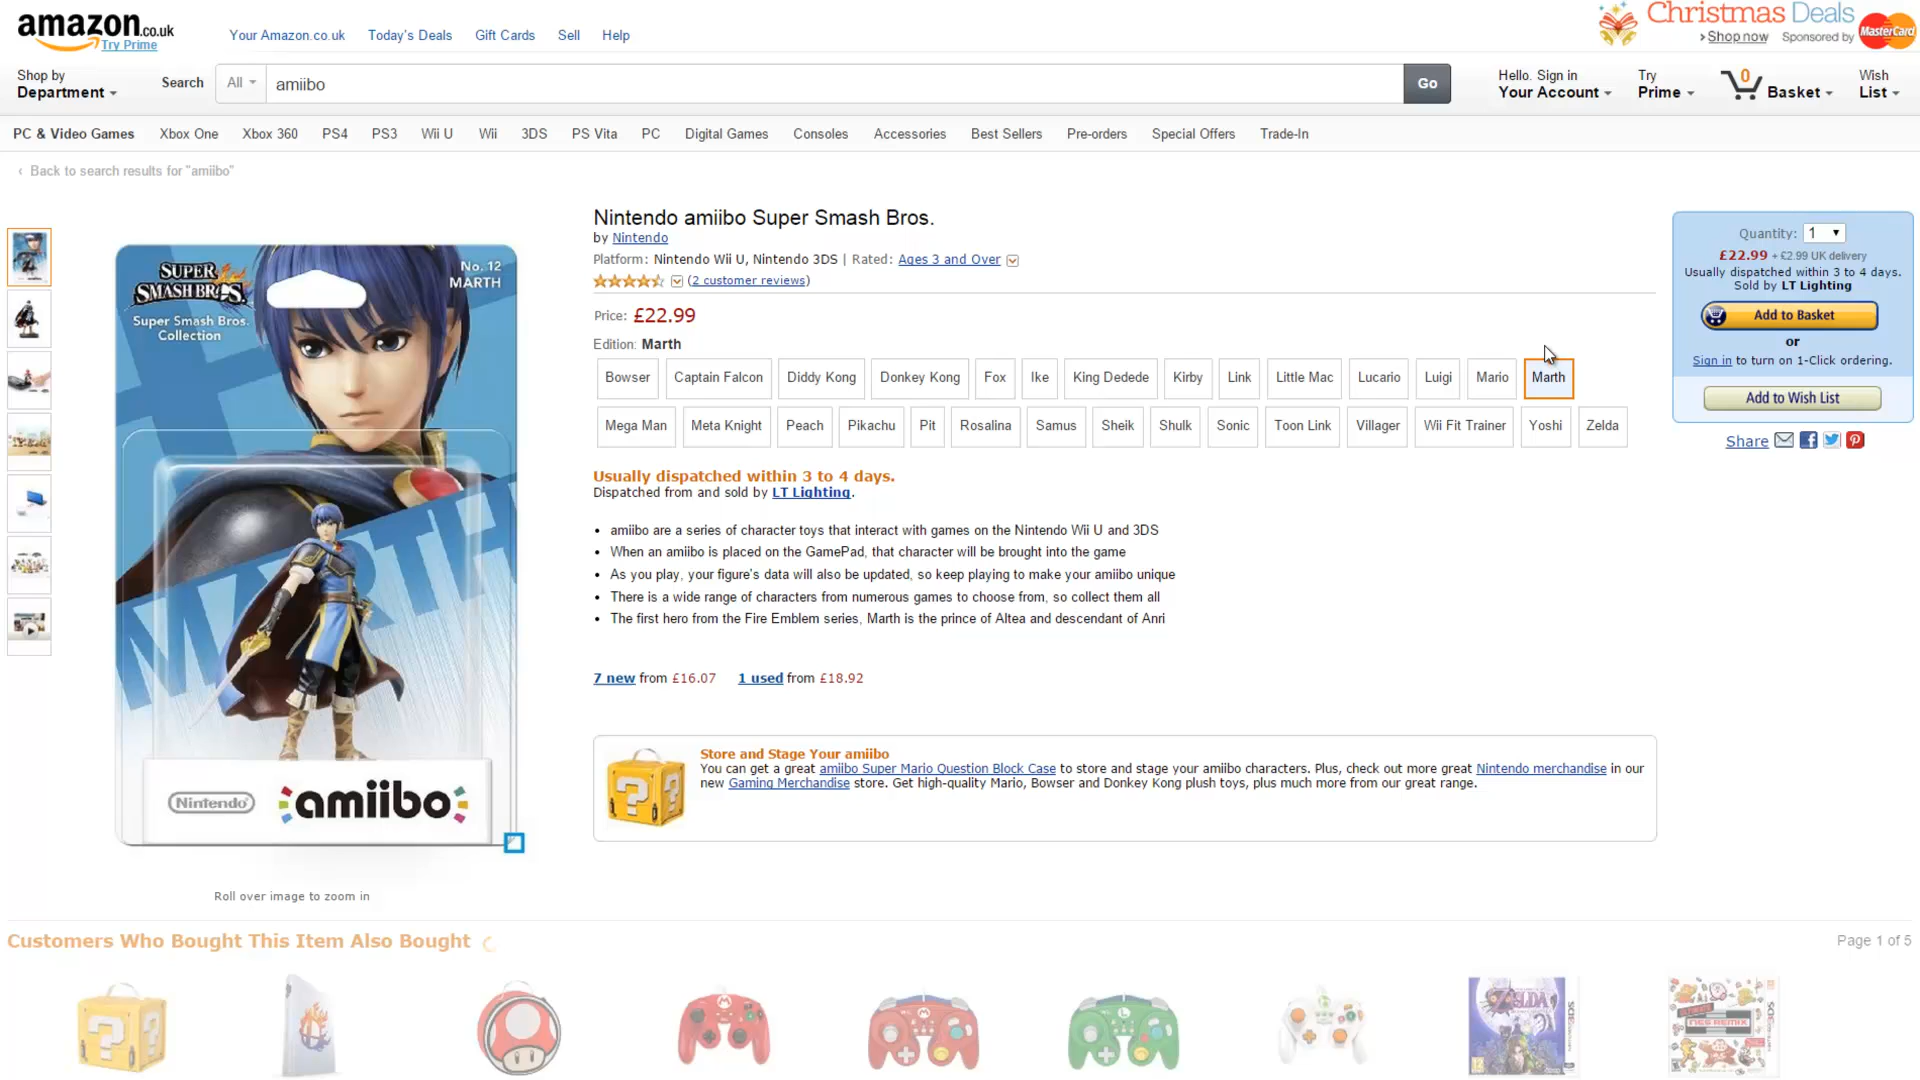 amazon.co.uk
Try Prime
Your Amazon.co.uk Today's Deals Gift Cards Sell Help
Christmas Deals
Shop now Sponsored by MasterCard
Shop by
Department
Search All amiibo Go
Hello. Sign in
Your Account
Try
Prime
0
Basket
Wish
List
PC & Video Games Xbox One Xbox 360 PS4 PS3 Wii U Wii 3DS PS Vita PC Digital Games Consoles Accessories Best Sellers Pre-orders Special Offers Trade-In
‹ Back to search results for "amiibo"
SUPER
SMASH BROS.
Super Smash Bros.
Collection
No. 12
MARTH
MARTH
Nintendo
amiibo
Roll over image to zoom in
Nintendo amiibo Super Smash Bros.
by Nintendo
Platform: Nintendo Wii U, Nintendo 3DS | Rated: Ages 3 and Over
(2 customer reviews)
Price: £22.99
Edition: Marth
Bowser Captain Falcon Diddy Kong Donkey Kong Fox Ike King Dedede Kirby Link Little Mac Lucario Luigi Mario Marth
Mega Man Meta Knight Peach Pikachu Pit Rosalina Samus Sheik Shulk Sonic Toon Link Villager Wii Fit Trainer Yoshi Zelda
Usually dispatched within 3 to 4 days.
Dispatched from and sold by LT Lighting.
• amiibo are a series of character toys that interact with games on the Nintendo Wii U and 3DS
• When an amiibo is placed on the GamePad, that character will be brought into the game
• As you play, your figure's data will also be updated, so keep playing to make your amiibo unique
• There is a wide range of characters from numerous games to choose from, so collect them all
• The first hero from the Fire Emblem series, Marth is the prince of Altea and descendant of Anri
7 new from £16.07 1 used from £18.92
Store and Stage Your amiibo
You can get a great amiibo Super Mario Question Block Case to store and stage your amiibo characters. Plus, check out more great Nintendo merchandise in our
new Gaming Merchandise store. Get high-quality Mario, Bowser and Donkey Kong plush toys, plus much more from our great range.
Quantity: 1
£22.99 + £2.99 UK delivery
Usually dispatched within 3 to 4 days.
Sold by LT Lighting
Add to Basket
or
Sign in to turn on 1-Click ordering.
Add to Wish List
Share
Customers Who Bought This Item Also Bought
Page 1 of 5
ZELDA
NES REMIX